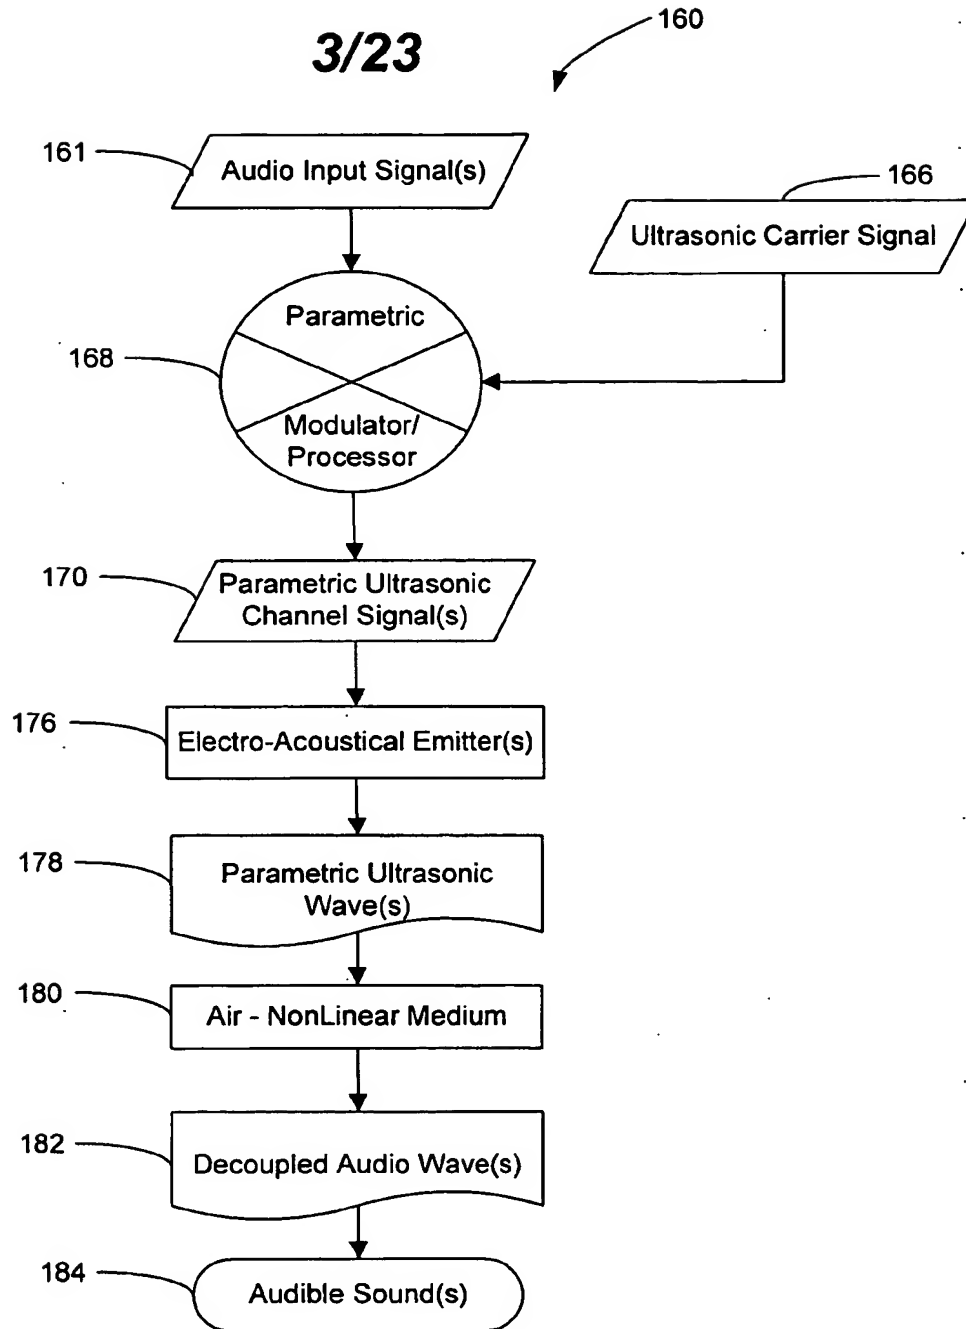 3/23
160
161
Audio Input Signal(s)
166
Ultrasonic Carrier Signal
168
Parametric
Modulator/
Processor
170
Parametric Ultrasonic
Channel Signal(s)
176
Electro-Acoustical Emitter(s)
178
Parametric Ultrasonic
Wave(s)
180
Air - NonLinear Medium
182
Decoupled Audio Wave(s)
184
Audible Sound(s)